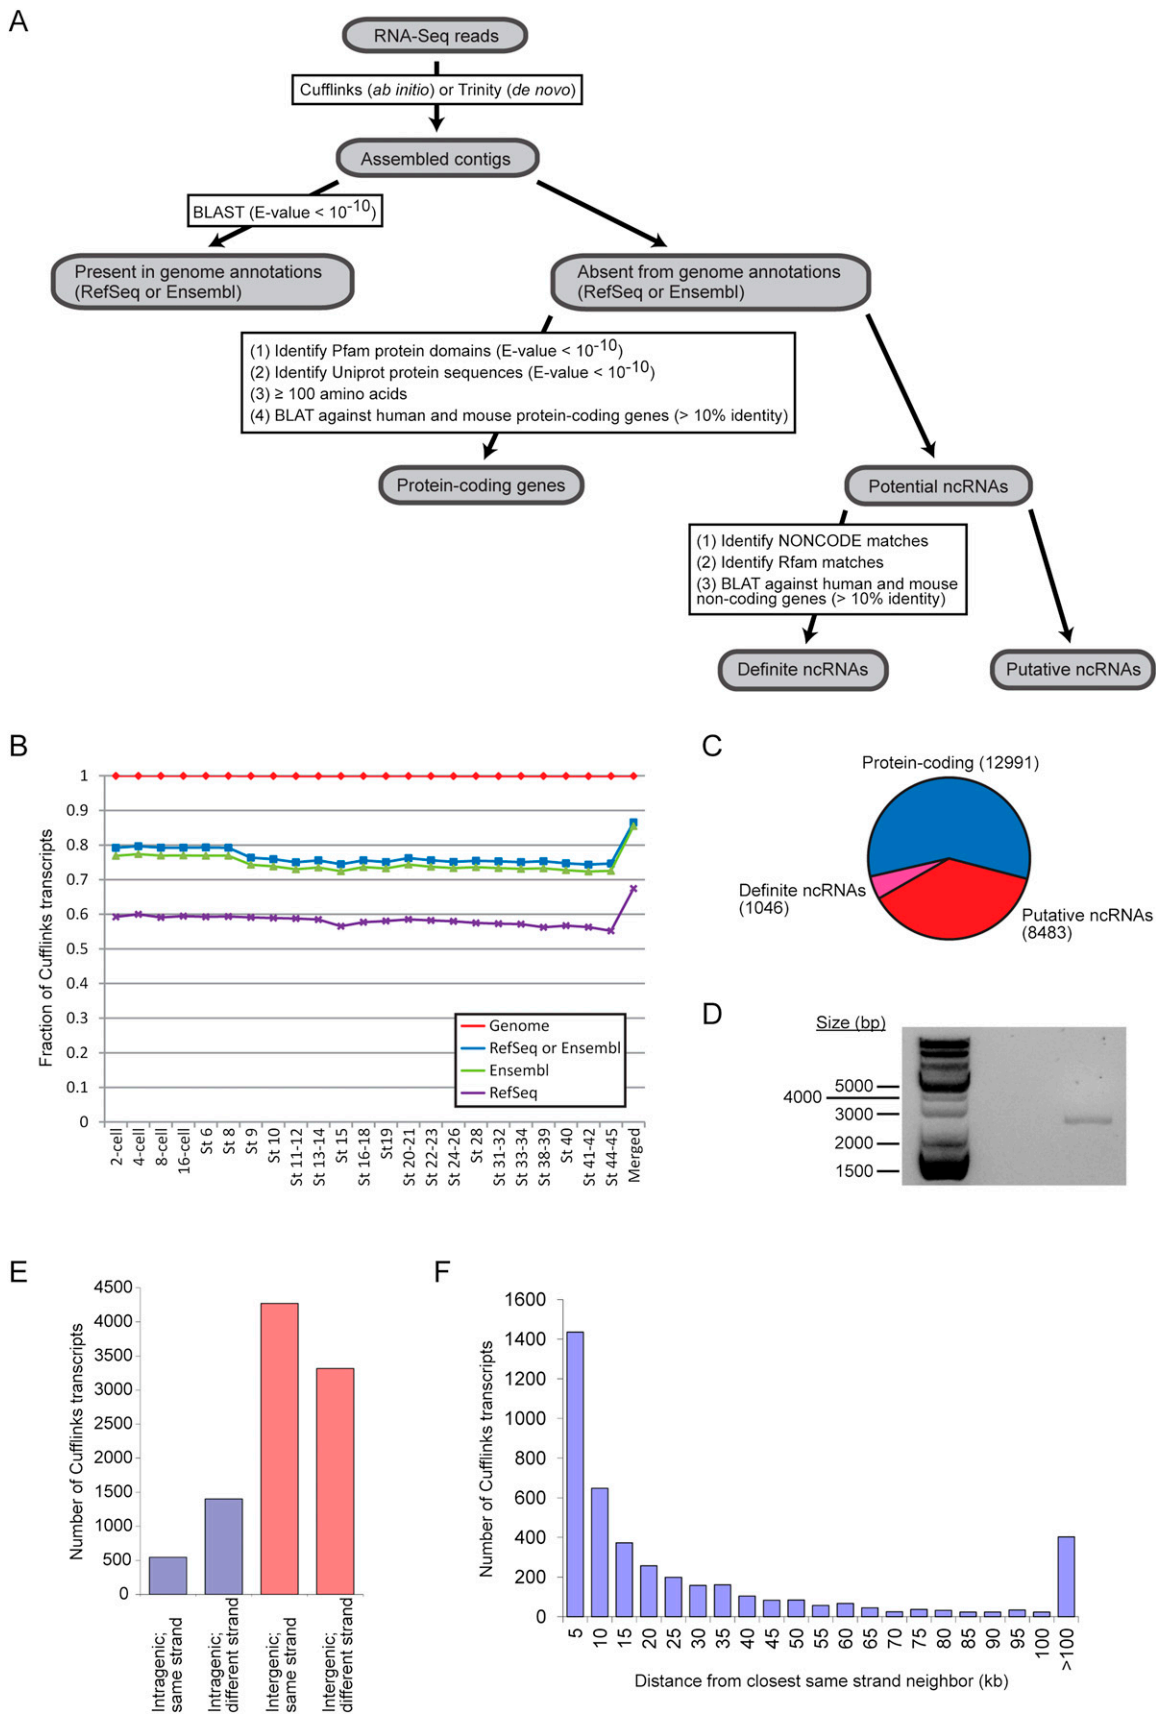 A
RNA-Seq reads
Cufflinks (ab initio) or Trinity (de novo)
Assembled contigs
BLAST (E-value < 10-10)
Present in genome annotations
(RefSeq or Ensembl)
Absent from genome annotations
(RefSeq or Ensembl)
(1) Identify Pfam protein domains (E-value < 10-10)
(2) Identify Uniprot protein sequences (E-value < 10-10)
(3) ≥ 100 amino acids
(4) BLAT against human and mouse protein-coding genes (> 10% identity)
Protein-coding genes
Potential ncRNAs
(1) Identify NONCODE matches
(2) Identify Rfam matches
(3) BLAT against human and mouse
non-coding genes (> 10% identity)
Definite ncRNAs
Putative ncRNAs
B
Fraction of Cufflinks transcripts
1
0.9
0.8
0.7
0.6
0.5
0.4
0.3
0.2
0.1
0
Genome
RefSeq or Ensembl
Ensembl
RefSeq
2-cell
4-cell
8-cell
16-cell
St 6
St 8
St 9
St 10
St 11-12
St 13-14
St 15
St 16-18
St19
St 20-21
St 22-23
St 24-26
St 28
St 31-32
St 33-34
St 38-39
St 40
St 41-42
St 44-45
Merged
C
Protein-coding (12991)
Definite ncRNAs
(1046)
Putative ncRNAs
(8483)
D
Size (bp)
5000
4000
3000
2000
1500
E
Number of Cufflinks transcripts
4500
4000
3500
3000
2500
2000
1500
1000
500
0
Intragenic;
same strand
Intragenic;
different strand
Intergenic;
same strand
Intergenic;
different strand
F
Number of Cufflinks transcripts
1600
1400
1200
1000
800
600
400
200
0
5
10
15
20
25
30
35
40
45
50
55
60
65
70
75
80
85
90
95
100
>100
Distance from closest same strand neighbor (kb)